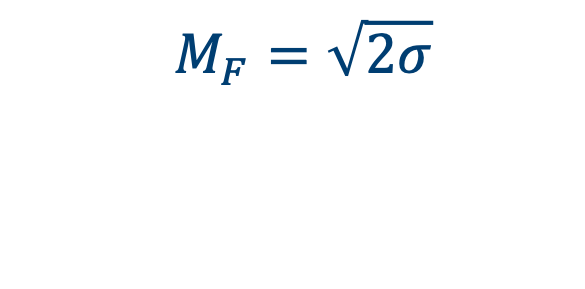 M_F = √2σ